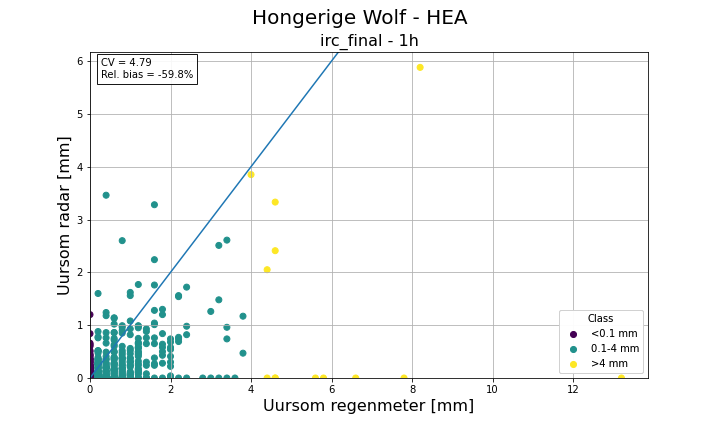 Hongerige Wolf - HEA
irc_final - 1h
CV = 4.79
Rel. bias = -59.8%
Uursom radar [mm]
6
5
4
3
2
1
0
0 2 4 6 8 10 12
Uursom regenmeter [mm]
Class
<0.1 mm
0.1-4 mm
>4 mm